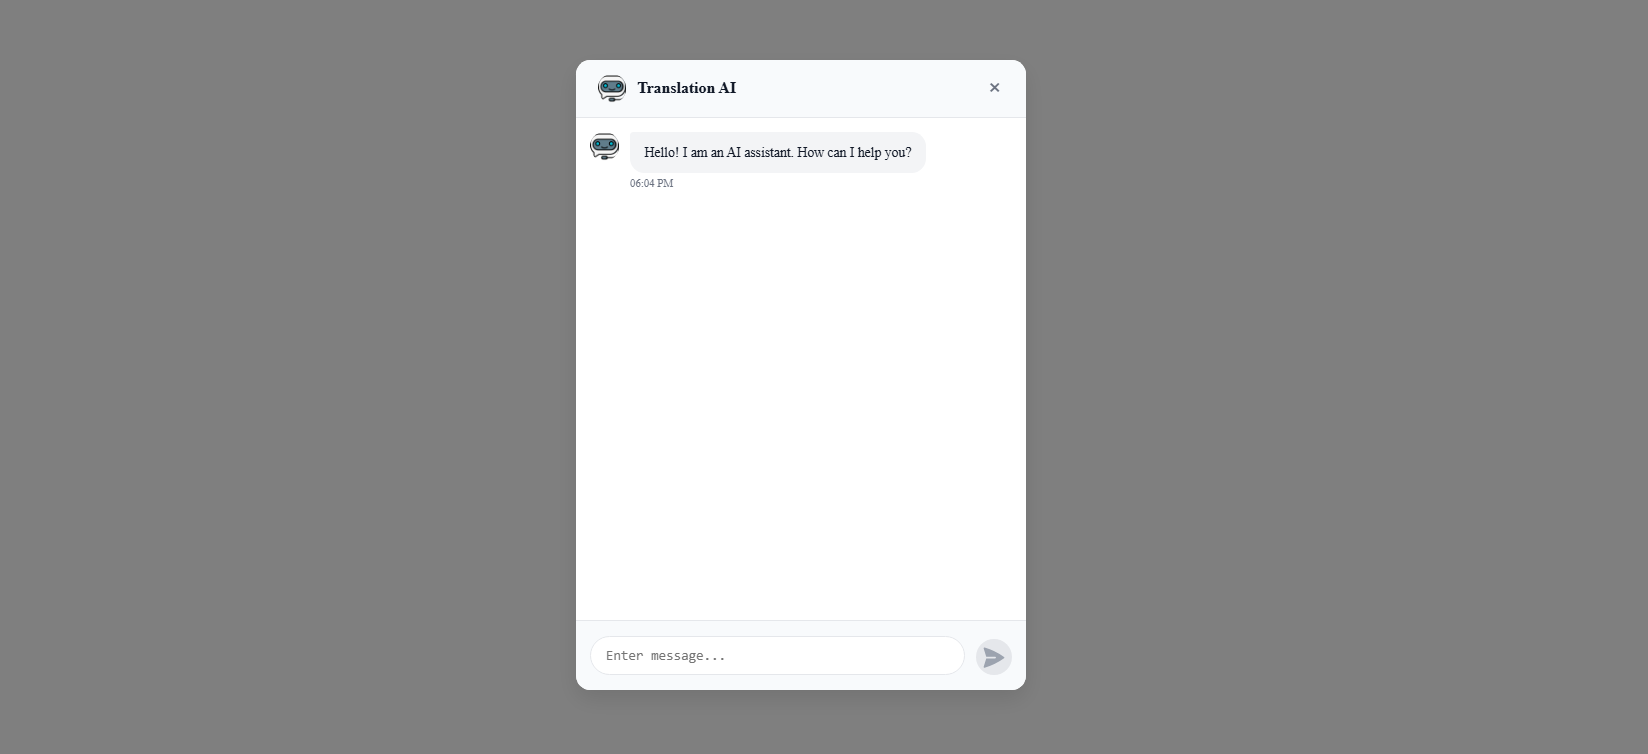 Translation AI
Hello! I am an AI assistant. How can I help you?
06:04 PM
Enter message...